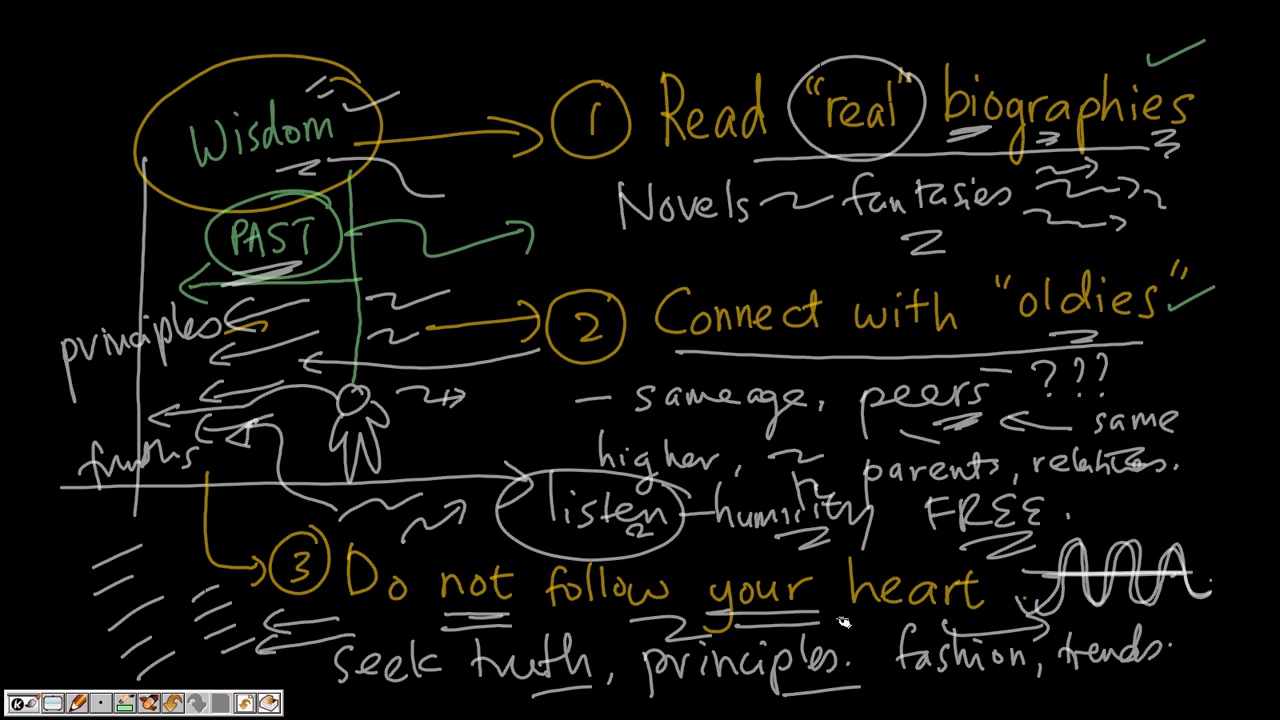 Wisdom
PAST
principles
truths
① Read "real" biographies
Novels ~ fantasies
② Connect with "oldies"
— same age, peers — ???
same
higher, parents, relatives.
listen — humility FREE.
③ Do not follow your heart
seek truth, principles. fashion, trends.